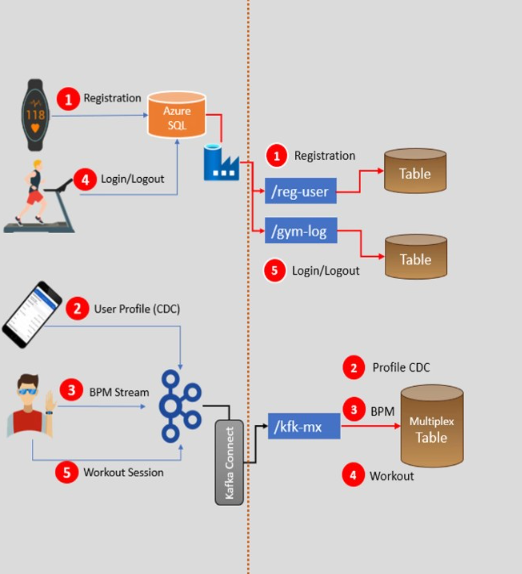 118
1 Registration
Azure
SQL
4 Login/Logout
1 Registration
/reg-user
Table
/gym-log
Table
5 Login/Logout
2 User Profile (CDC)
3 BPM Stream
5 Workout Session
Kafka Connect
/kfk-mx
2 Profile CDC
3 BPM
4 Workout
Multiplex
Table